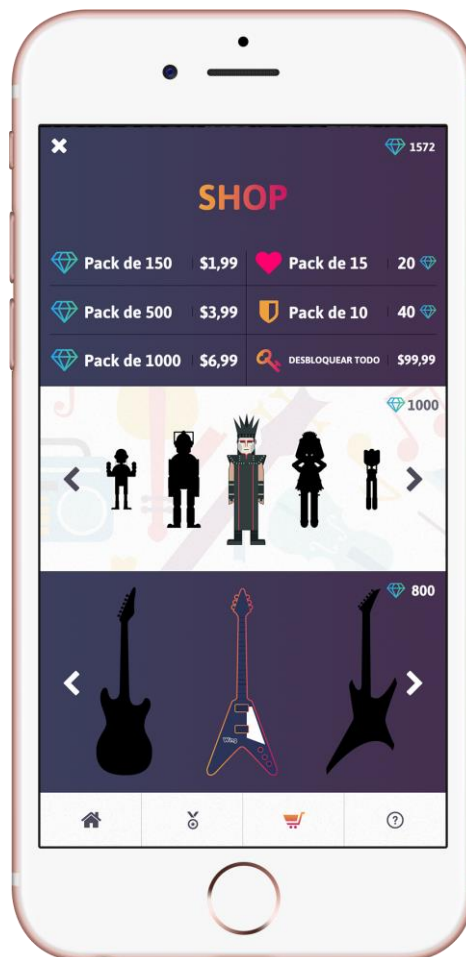 1572
SHOP
Pack de 150 $1,99
Pack de 15 20
Pack de 500 $3,99
Pack de 10 40
Pack de 1000 $6,99
DESBLOQUEAR TODO $99,99
1000
800
Wing
?